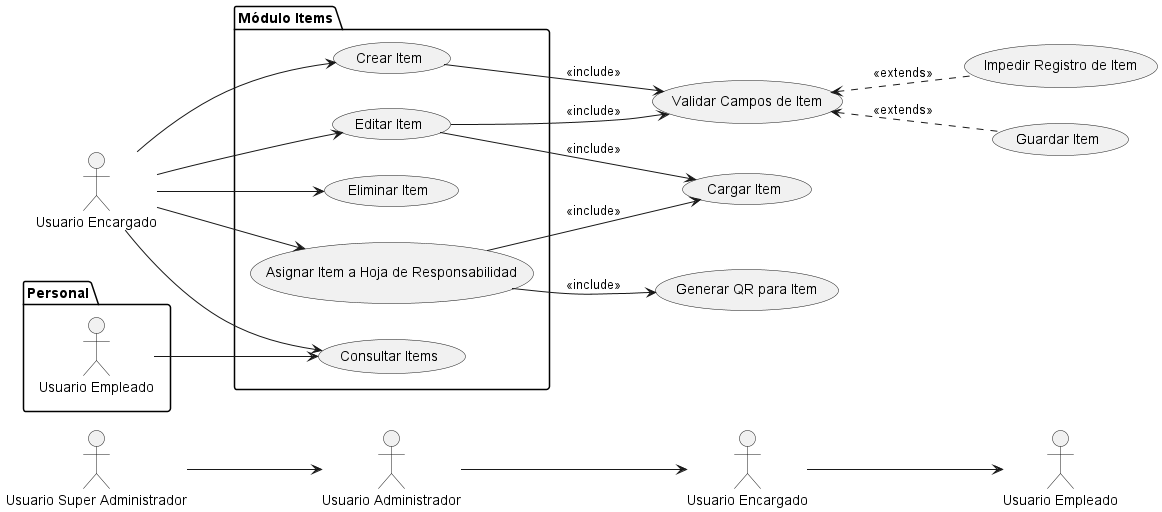 Módulo Items
Crear Item
«include»
Validar Campos de Item
«extends»
Impedir Registro de Item
Editar Item
«include»
«extends»
Guardar Item
«include»
Eliminar Item
Cargar Item
Usuario Encargado
«include»
Asignar Item a Hoja de Responsabilidad
«include»
Generar QR para Item
Personal
Usuario Empleado
Consultar Items
Usuario Super Administrador
Usuario Administrador
Usuario Encargado
Usuario Empleado